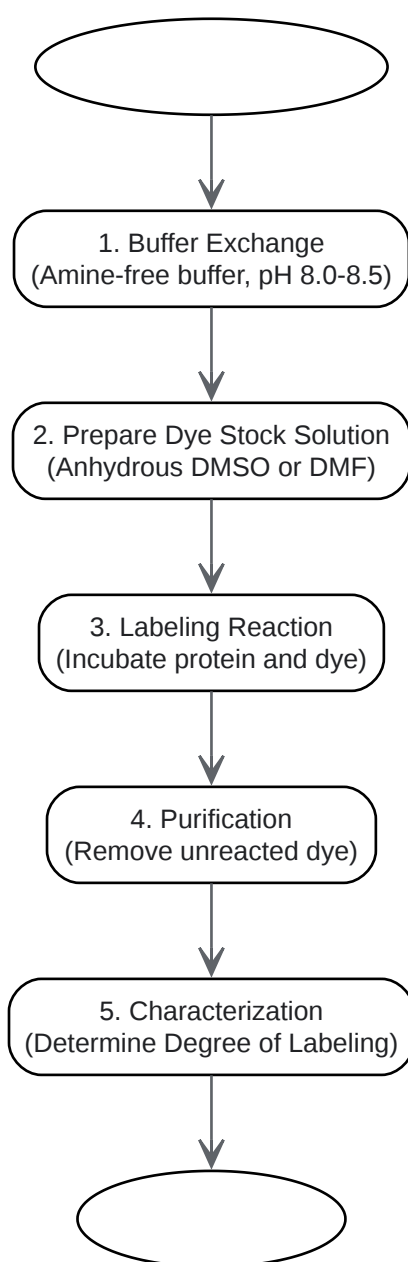 1. Buffer Exchange
(Amine-free buffer, pH 8.0-8.5)
2. Prepare Dye Stock Solution
(Anhydrous DMSO or DMF)
3. Labeling Reaction
(Incubate protein and dye)
4. Purification
(Remove unreacted dye)
5. Characterization
(Determine Degree of Labeling)